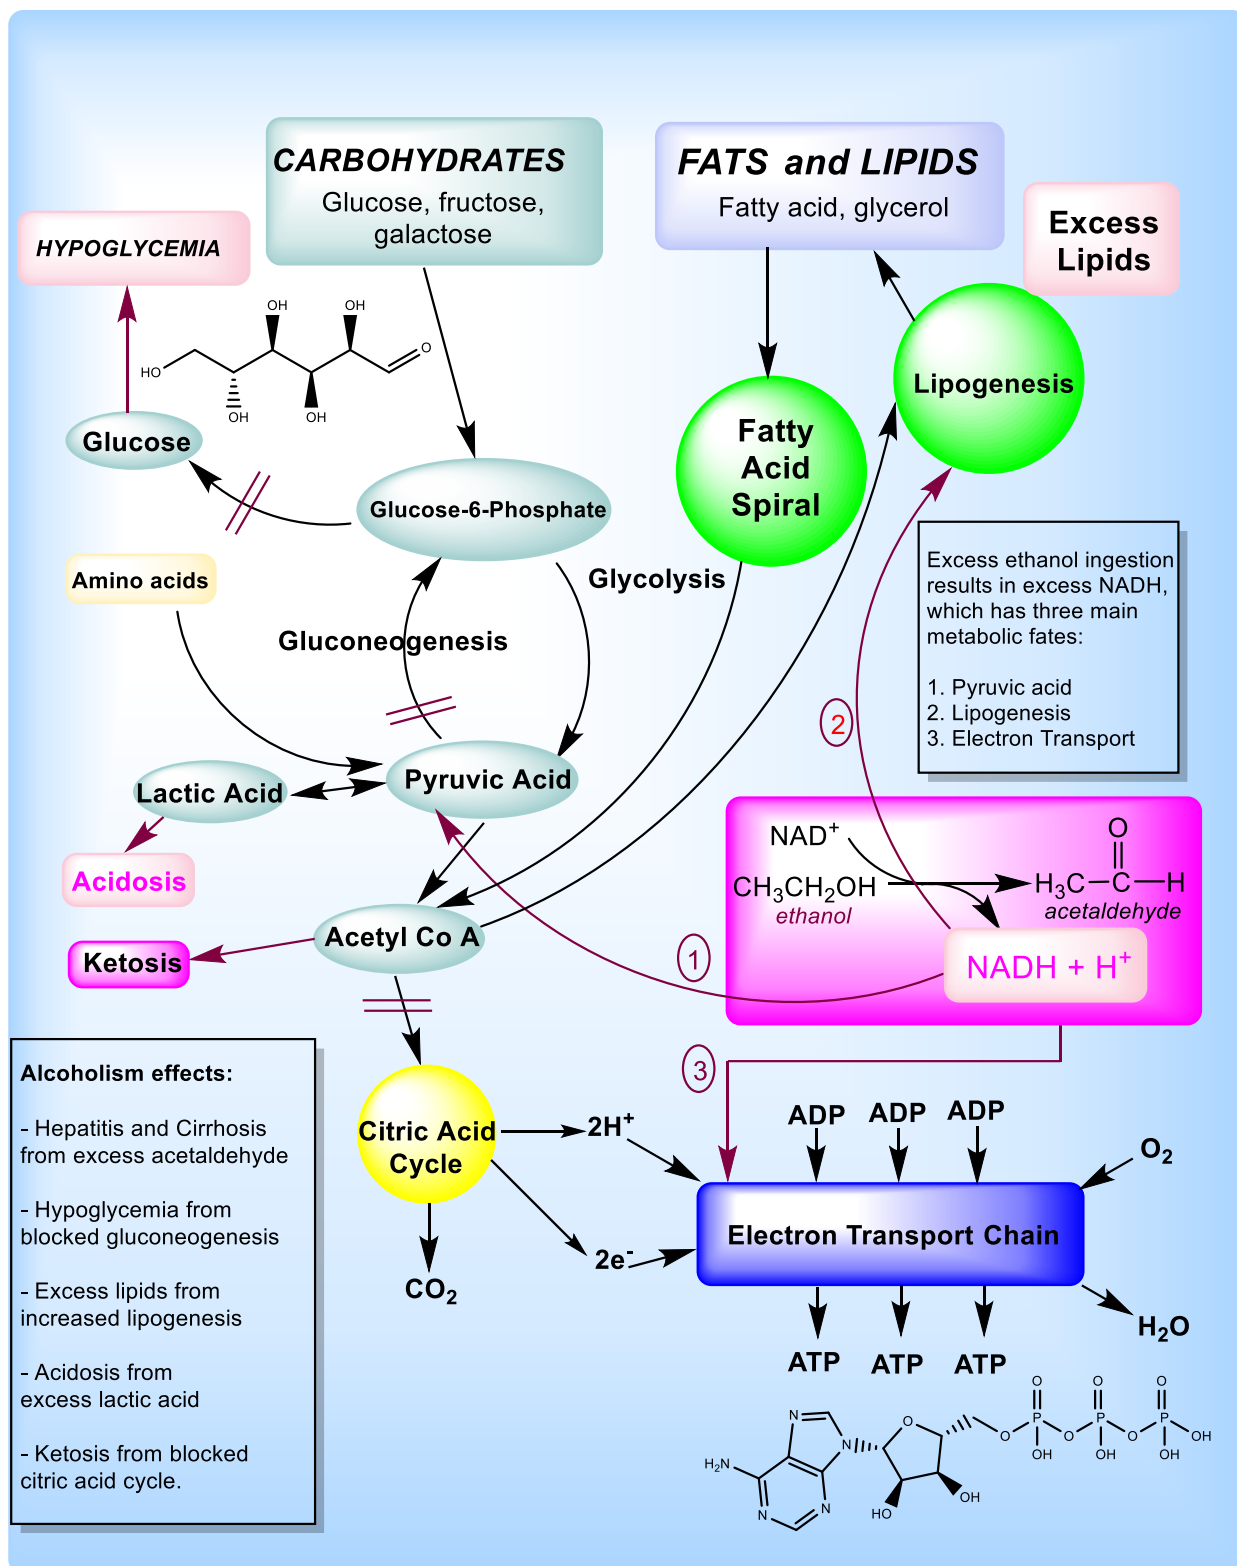 CARBOHYDRATES
Glucose, fructose,
galactose
FATS and LIPIDS
Fatty acid, glycerol
Excess
Lipids
HYPOGLYCEMIA
OH
OH
O
HO
OH
OH
Lipogenesis
Glucose
Fatty
Acid
Spiral
Glucose-6-Phosphate
Amino acids
Glycolysis
Gluconeogenesis
Excess ethanol ingestion
results in excess NADH,
which has three main
metabolic fates:
1. Pyruvic acid
2. Lipogenesis
3. Electron Transport
2
Pyruvic Acid
Lactic Acid
Acidosis
NAD+
O
CH3CH2OH
H3C C H
ethanol
acetaldehyde
Acetyl Co A
Ketosis
1
NADH + H+
3
Alcoholism effects:
- Hepatitis and Cirrhosis
from excess acetaldehyde
- Hypoglycemia from
blocked gluconeogenesis
- Excess lipids from
increased lipogenesis
- Acidosis from
excess lactic acid
- Ketosis from blocked
citric acid cycle.
Citric Acid
Cycle
2H+
2e-
CO2
ADP ADP ADP
O2
Electron Transport Chain
H2O
ATP ATP ATP
O O O
N O P P P
N O O O OH
H2N OH OH OH
N N
HO OH